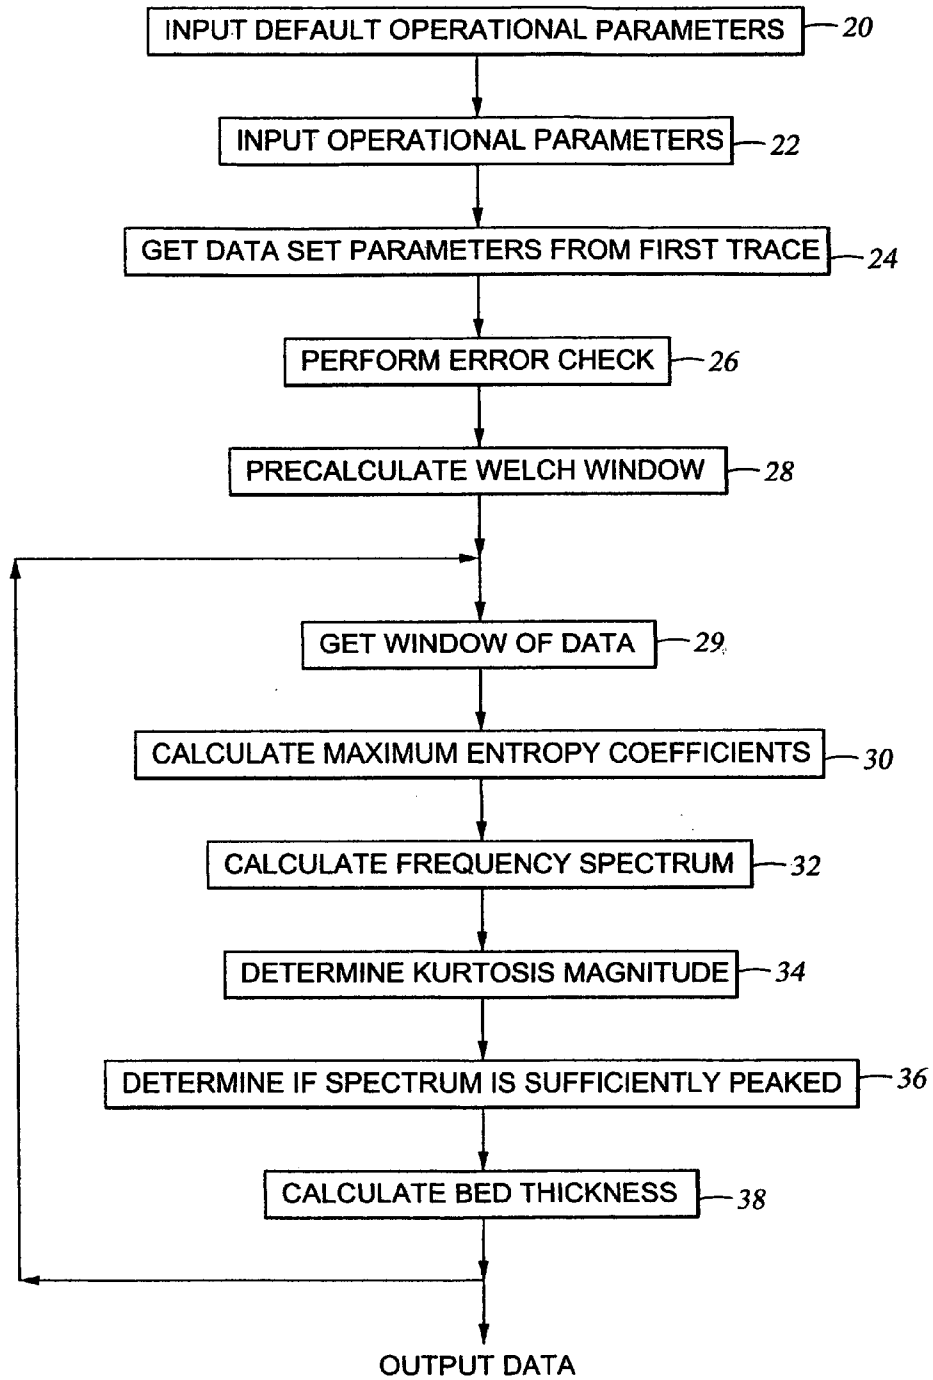 INPUT DEFAULT OPERATIONAL PARAMETERS 20
INPUT OPERATIONAL PARAMETERS 22
GET DATA SET PARAMETERS FROM FIRST TRACE 24
PERFORM ERROR CHECK 26
PRECALCULATE WELCH WINDOW 28
GET WINDOW OF DATA 29
CALCULATE MAXIMUM ENTROPY COEFFICIENTS 30
CALCULATE FREQUENCY SPECTRUM 32
DETERMINE KURTOSIS MAGNITUDE 34
DETERMINE IF SPECTRUM IS SUFFICIENTLY PEAKED 36
CALCULATE BED THICKNESS 38
OUTPUT DATA